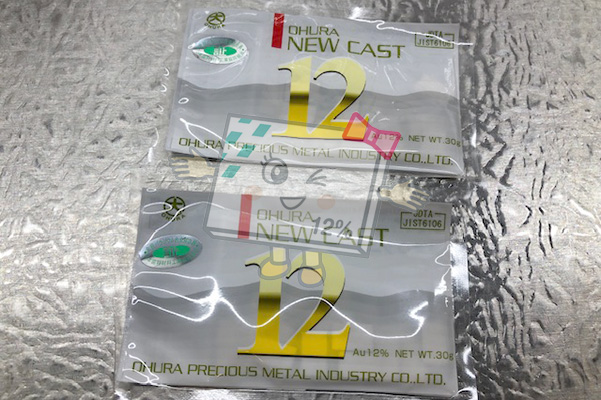 OHURA
NEW CAST
12
JDTA
JIST6106
Au12% NET WT. 30g
OHURA PRECIOUS METAL INDUSTRY CO.,LTD.
12%
OHURA
NEW CAST
12
JDTA
JIST6106
Au12% NET WT. 30g
OHURA PRECIOUS METAL INDUSTRY CO.,LTD.